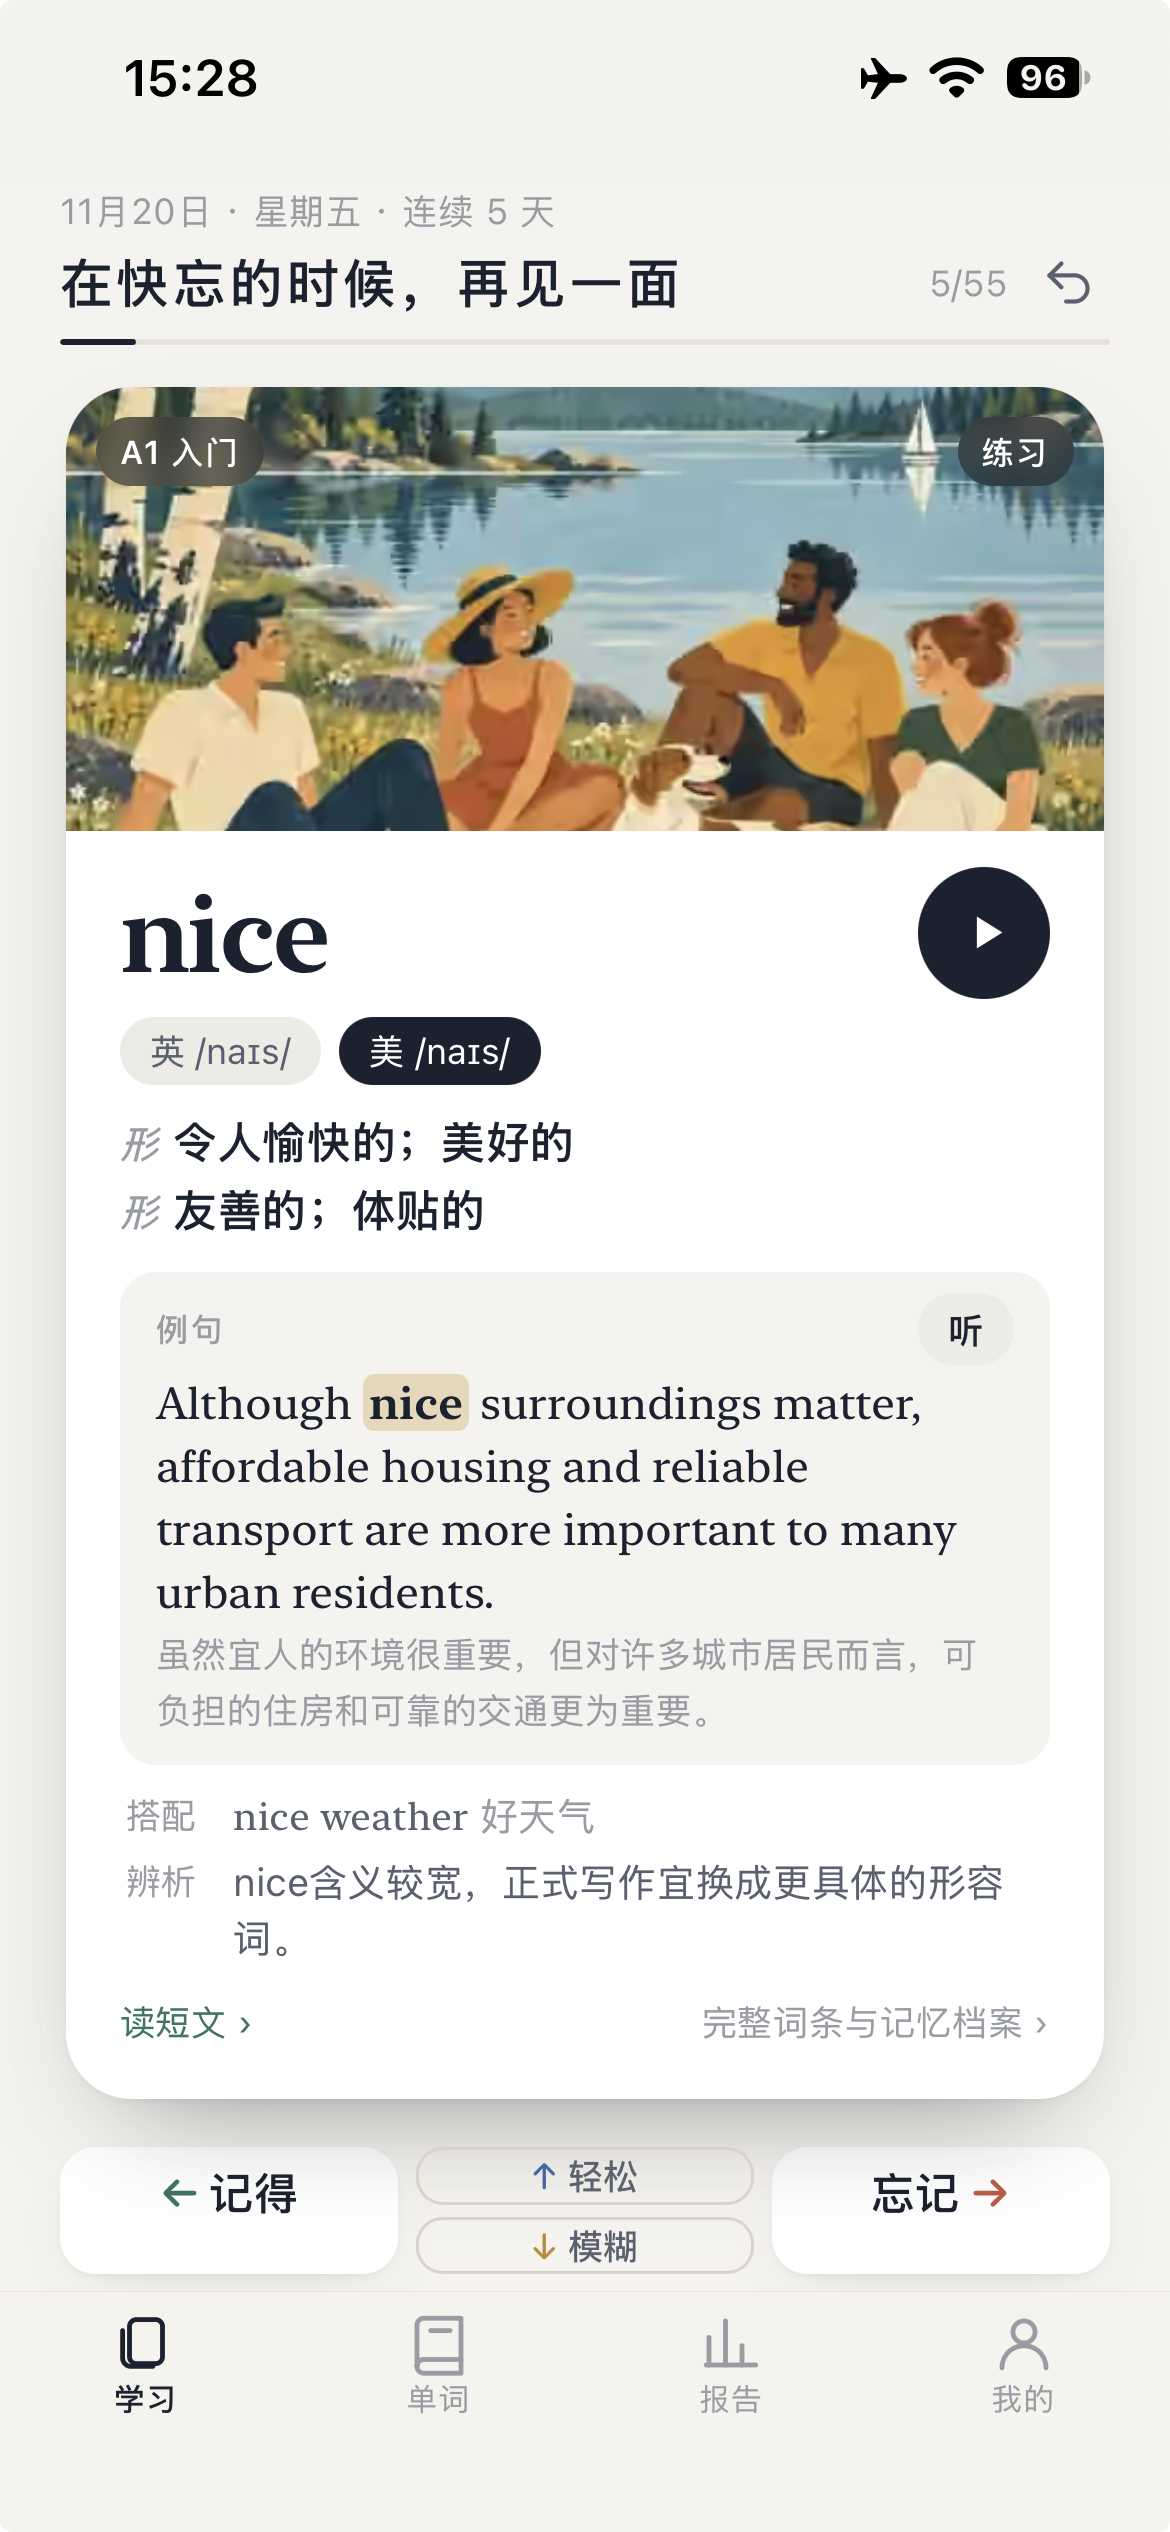 15:28
96
11月20日 · 星期五 · 连续 5 天
在快忘的时候，再见一面
5/55
A1 入门
练习
nice
英 /naɪs/
美 /naɪs/
形 令人愉快的；美好的
形 友善的；体贴的
例句
听
Although nice surroundings matter,
affordable housing and reliable
transport are more important to many
urban residents.
虽然宜人的环境很重要，但对许多城市居民而言，可
负担的住房和可靠的交通更为重要。
搭配 nice weather 好天气
辨析 nice含义较宽，正式写作宜换成更具体的形容
词。
读短文 ›
完整词条与记忆档案 ›
← 记得
↑ 轻松
↓ 模糊
忘记 →
学习
单词
报告
我的